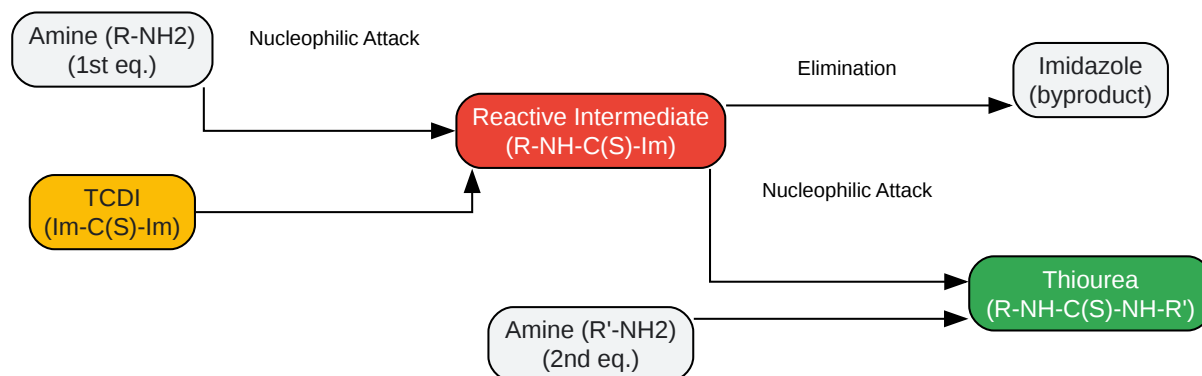 Amine (R-NH2)
(1st eq.)
Nucleophilic Attack
Elimination
Imidazole
(byproduct)
Reactive Intermediate
(R-NH-C(S)-Im)
TCDI
(Im-C(S)-Im)
Nucleophilic Attack
Thiourea
(R-NH-C(S)-NH-R')
Amine (R'-NH2)
(2nd eq.)